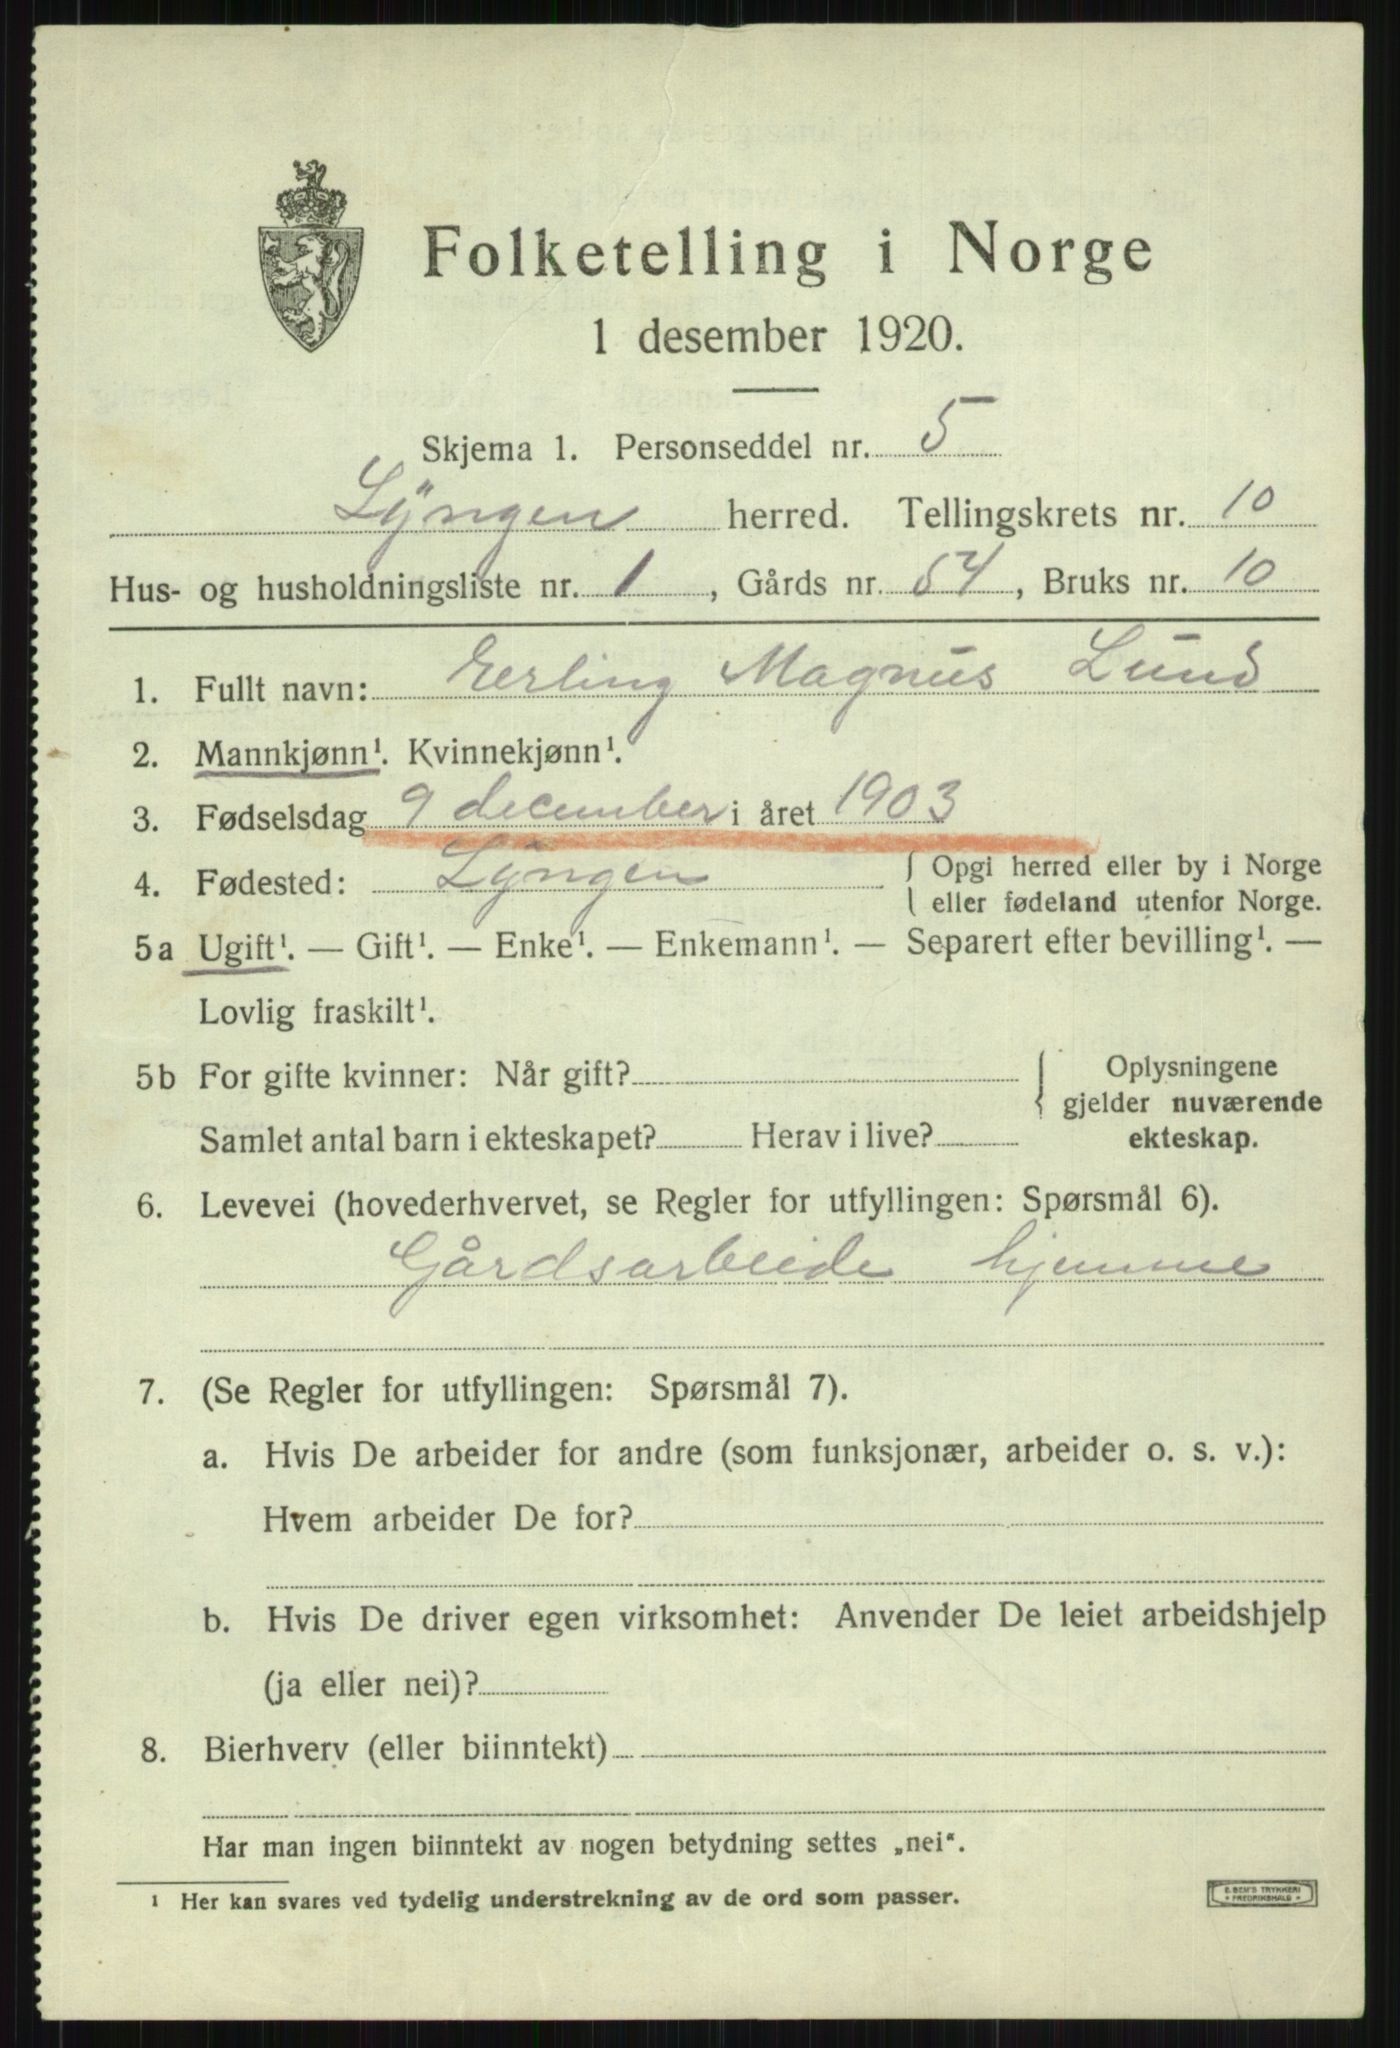 Folketelling i Norge
1 desember 1920.
Skjema 1. Personseddel nr. 5
Lyngen herred. Tellingskrets nr. 10
Hus- og husholdningsliste nr. 1, Gårds nr. 54, Bruks nr. 10
1. Fullt navn: Eerling Magnus Lund
2. Mannkjønn¹. Kvinnekjønn¹.
3. Fødselsdag 9 december i året 1903
4. Fødested: Lyngen { Opgi herred eller by i Norge
eller fødeland utenfor Norge.
5a Ugift¹. — Gift¹. — Enke¹. — Enkemann¹. — Separert efter bevilling¹. —
Lovlig fraskilt¹.
5b For gifte kvinner: Når gift? { Oplysningene
gjelder nuværende
Samlet antal barn i ekteskapet? Herav i live? ekteskap.
6. Levevei (hovederhvervet, se Regler for utfyllingen: Spørsmål 6).
Gårdsarbeide hjemme
7. (Se Regler for utfyllingen: Spørsmål 7).
a. Hvis De arbeider for andre (som funksjonær, arbeider o. s. v.):
Hvem arbeider De for?
b. Hvis De driver egen virksomhet: Anvender De leiet arbeidshjelp
(ja eller nei)?
8. Bierhverv (eller biinntekt)
Har man ingen biinntekt av nogen betydning settes „nei“.
¹ Her kan svares ved tydelig understrekning av de ord som passer.
E. SEM'S TRYKKERI
* FREDRIKSHALD *